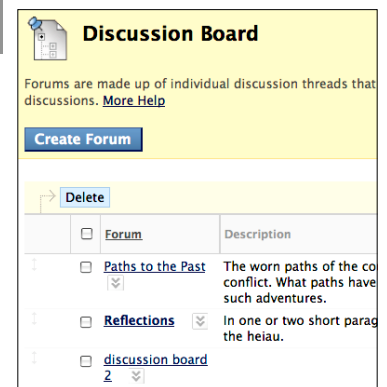 Discussion Board
Forums are made up of individual discussion threads that
discussions. More Help
Create Forum
Delete
Forum Description
Paths to the Past The worn paths of the co
conflict. What paths have
such adventures.
Reflections In one or two short parag
the heiau.
discussion board
2